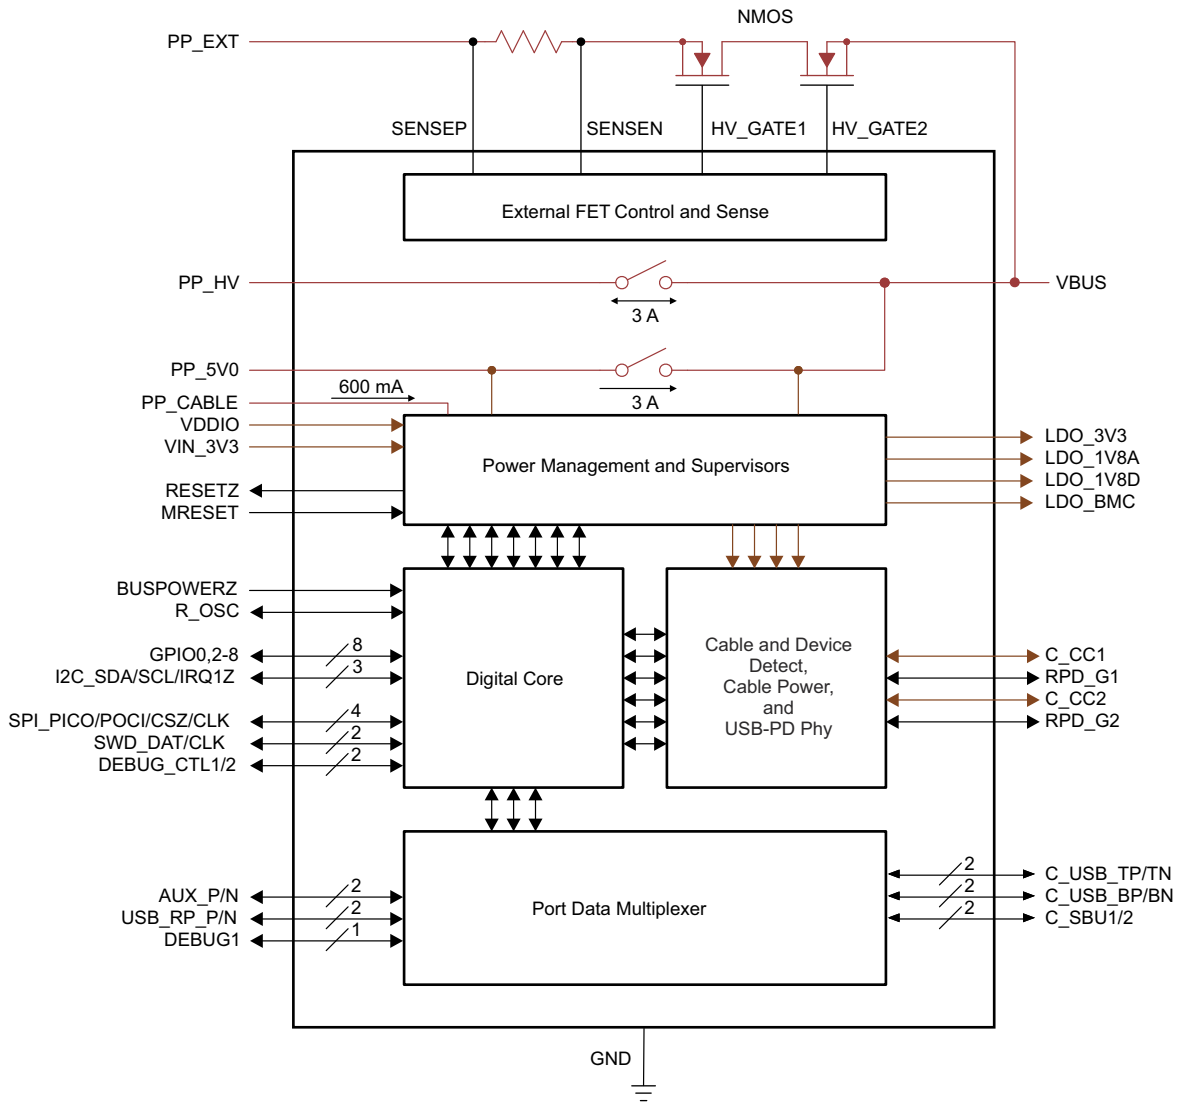 NMOS
PP_EXT
SENSEP
SENSEN
HV_GATE1
HV_GATE2
External FET Control and Sense
PP_HV
VBUS
3 A
PP_5V0
600 mA
3 A
PP_CABLE
VDDIO
VIN_3V3
RESETZ
MRESET
Power Management and Supervisors
LDO_3V3
LDO_1V8A
LDO_1V8D
LDO_BMC
BUSPOWERZ
R_OSC
GPIO0,2-8
8
I2C_SDA/SCL/IRQ1Z
3
SPI_PICO/POCI/CSZ/CLK
4
SWD_DAT/CLK
2
DEBUG_CTL1/2
2
Digital Core
Cable and Device
Detect,
Cable Power,
and
USB-PD Phy
C_CC1
RPD_G1
C_CC2
RPD_G2
AUX_P/N
2
USB_RP_P/N
2
DEBUG1
1
Port Data Multiplexer
2
C_USB_TP/TN
2
C_USB_BP/BN
2
C_SBU1/2
GND